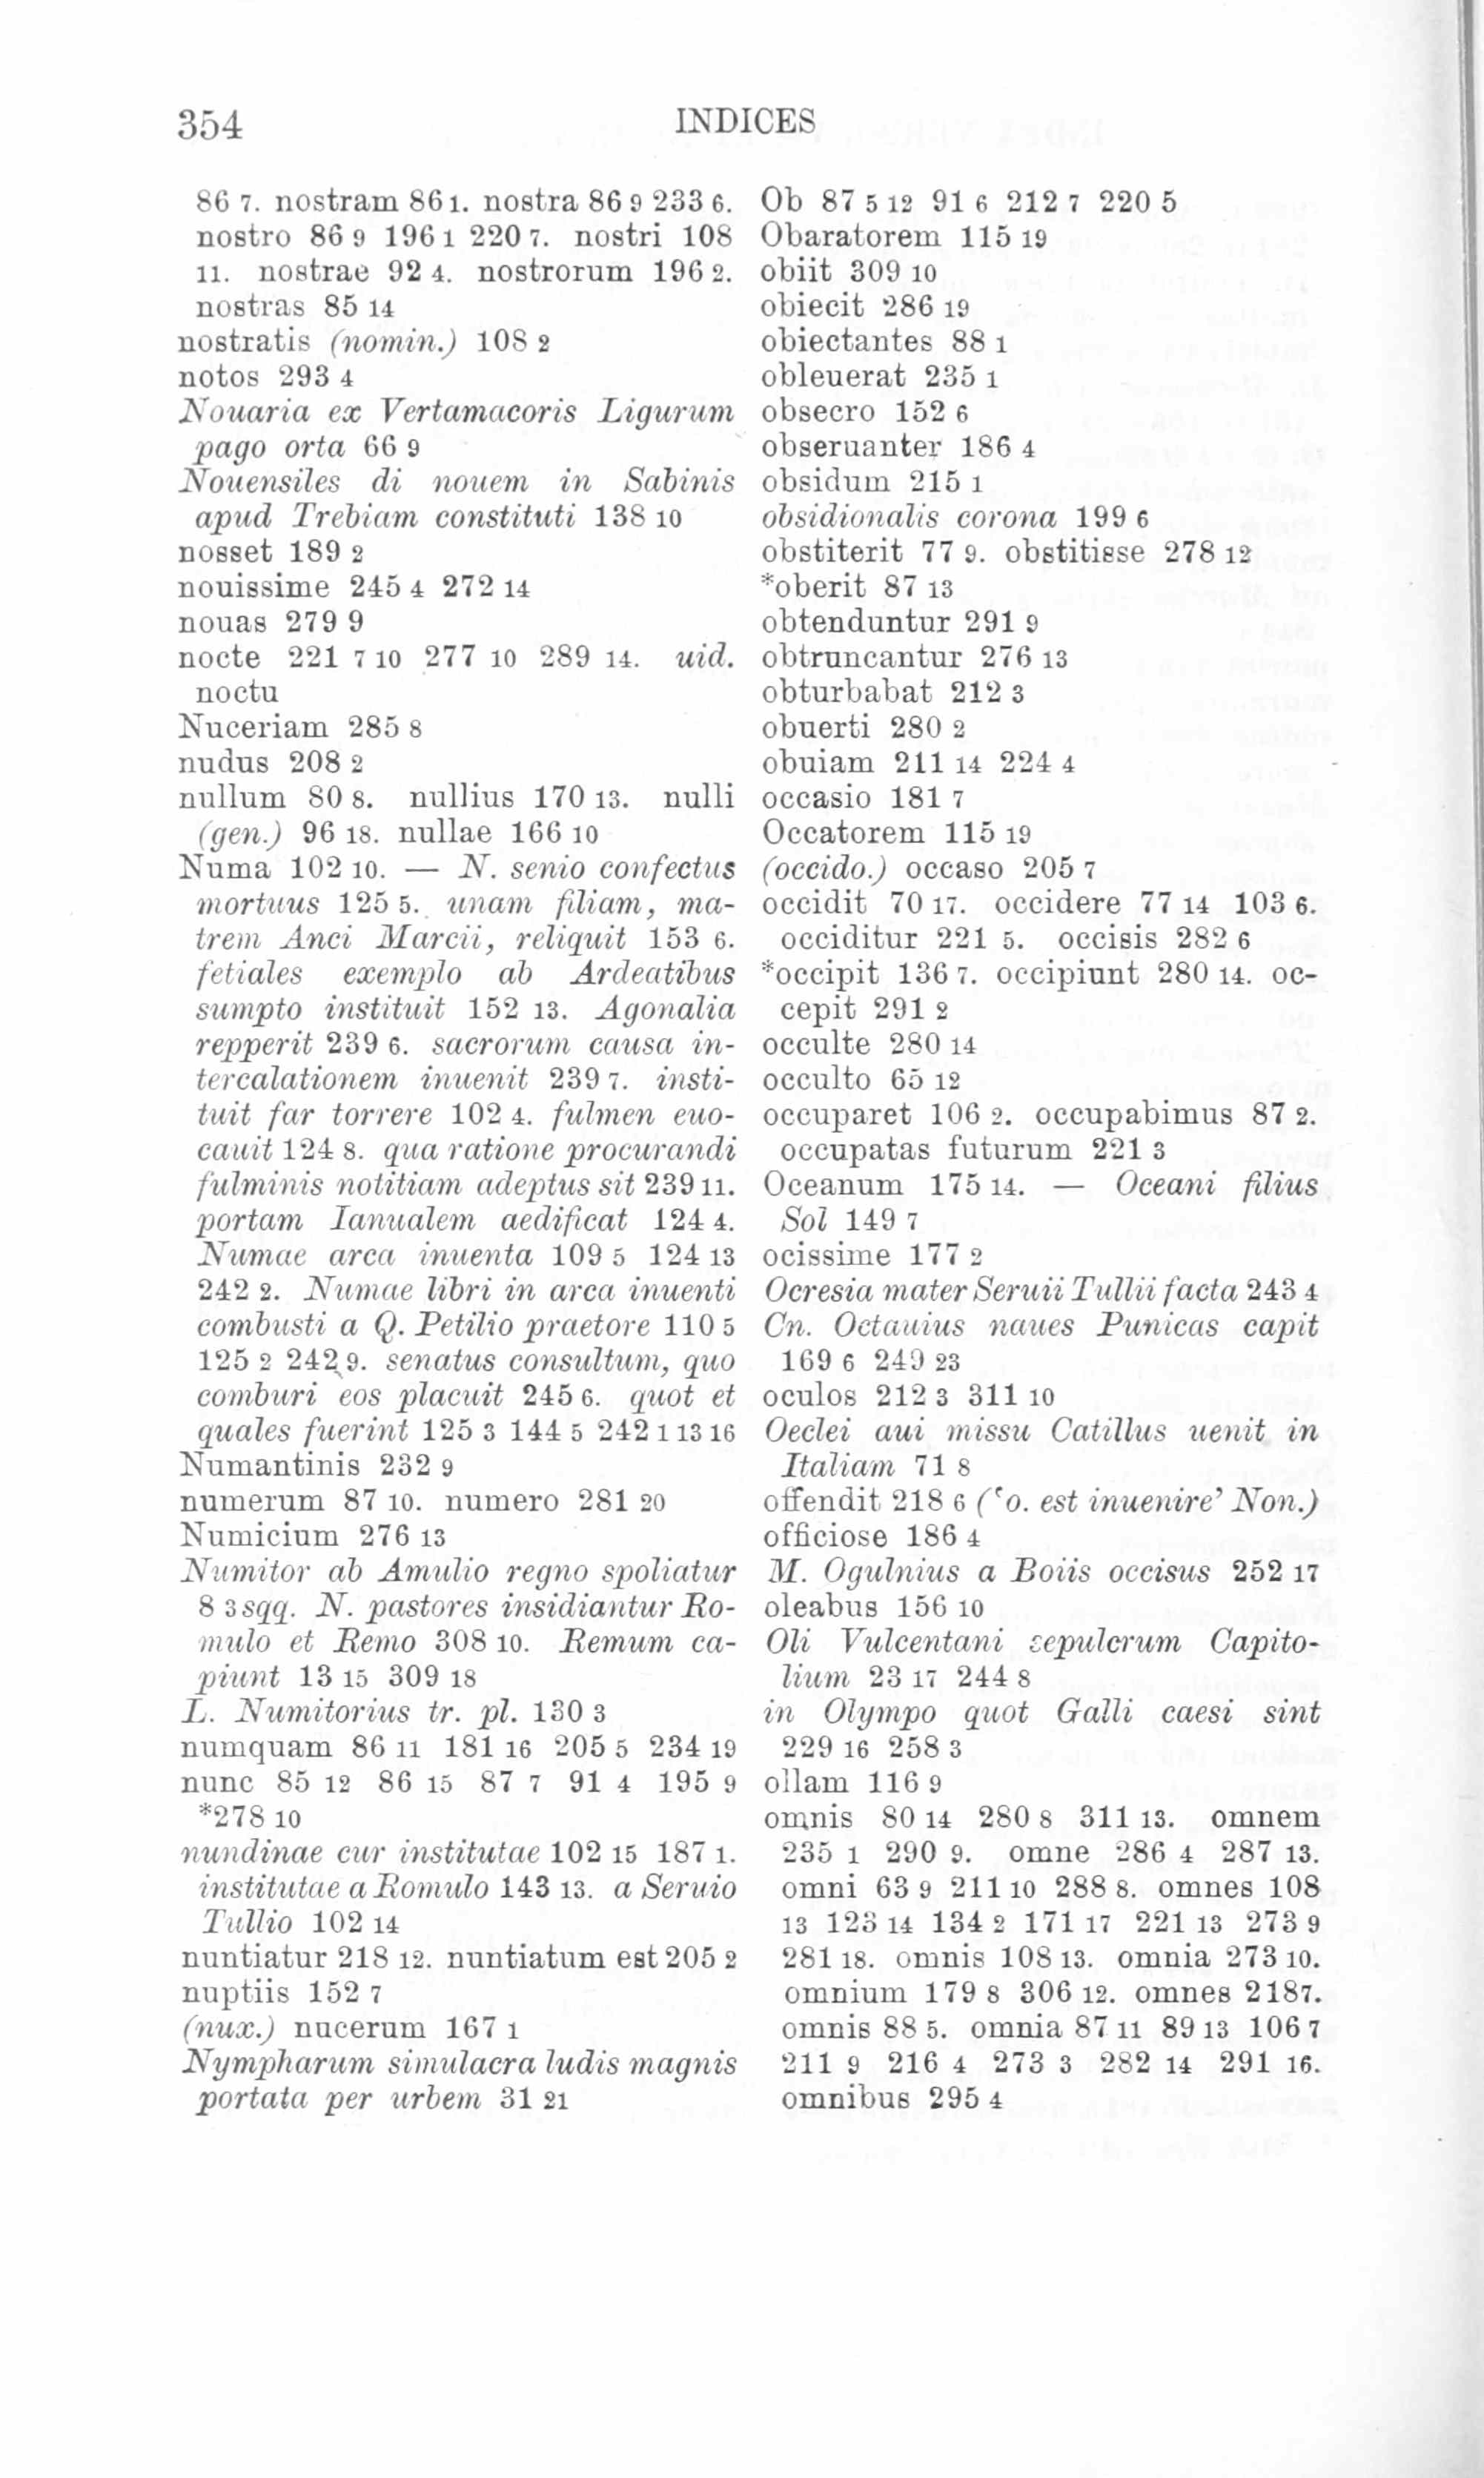 354
INDICES
86 7. nostram 86 1. nostra 86 9 233 6.
nostro 86 9 196 1 220 7. nostri 108
11. nostrae 92 4. nostrorum 196 2.
nostras 85 14
nostratis (nomin.) 108 2
notos 293 4
Nouaria ex Vertamacoris Ligurum
pago orta 66 9
Nouensiles di nouem in Sabinis
apud Trebiam constituti 138 10
nosset 189 2
nouissime 245 4 272 14
nouas 279 9
nocte 221 7 10 277 10 289 14. uid.
noctu
Nuceriam 285 8
nudus 208 2
nullum 80 8. nullius 170 13. nulli
(gen.) 96 18. nullae 166 10
Numa 102 10. — N. senio confectus
mortuus 125 5. unam filiam, ma-
trem Anci Marcii, reliquit 153 6.
fetiales exemplo ab Ardeatibus
sumpto instituit 152 13. Agonalia
repperit 239 6. sacrorum causa in-
tercalationem inuenit 239 7. insti-
tuit far torrere 102 4. fulmen euo-
cauit 124 8. qua ratione procurandi
fulminis notitiam adeptus sit 239 11.
portam Ianualem aedificat 124 4.
Numae arca inuenta 109 5 124 13
242 2. Numae libri in arca inuenti
combusti a Q. Petilio praetore 110 5
125 2 242 9. senatus consultum, quo
comburi eos placuit 245 6. quot et
quales fuerint 125 3 144 5 242 1 13 16
Numantinis 232 9
numerum 87 10. numero 281 20
Numicium 276 13
Numitor ab Amulio regno spoliatur
8 3 sqq. N. pastores insidiantur Ro-
mulo et Remo 308 10. Remum ca-
piunt 13 15 309 18
L. Numitorius tr. pl. 130 3
numquam 86 11 181 16 205 5 234 19
nunc 85 12 86 15 87 7 91 4 195 9
*278 10
nundinae cur institutae 102 15 187 1.
institutae a Romulo 143 13. a Seruio
Tullio 102 14
nuntiatur 218 12. nuntiatum est 205 2
nuptiis 152 7
(nux.) nucerum 167 1
Nympharum simulacra ludis magnis
portata per urbem 31 21
Ob 87 5 12 91 6 212 7 220 5
Obaratorem 115 19
obiit 309 10
obiecit 286 19
obiectantes 88 1
obleuerat 235 1
obsecro 152 6
obseruanter 186 4
obsidum 215 1
obsidionalis corona 199 6
obstiterit 77 9. obstitisse 278 12
*oberit 87 13
obtenduntur 291 9
obtruncantur 276 13
obturbabat 212 3
obuerti 280 2
obuiam 211 14 224 4
occasio 181 7
Occatorem 115 19
(occido.) occaso 205 7
occidit 70 17. occidere 77 14 103 6.
occiditur 221 5. occisis 282 6
*occipit 136 7. occipiunt 280 14. oc-
cepit 291 2
occulte 280 14
occulto 65 12
occuparet 106 2. occupabimus 87 2.
occupatas futurum 221 3
Oceanum 175 14. — Oceani filius
Sol 149 7
ocissime 177 2
Ocresia mater Seruii Tullii facta 243 4
Cn. Octauius naues Punicas capit
169 6 249 23
oculos 212 3 311 10
Oeclei aui missu Catillus uenit in
Italiam 71 8
offendit 218 6 (‘o. est inuenire’ Non.)
officiose 186 4
M. Ogulnius a Boiis occisus 252 17
oleabus 156 10
Oli Vulcentani sepulcrum Capito-
lium 23 17 244 8
in Olympo quot Galli caesi sint
229 16 258 3
ollam 116 9
omnis 80 14 280 8 311 13. omnem
235 1 290 9. omne 286 4 287 13.
omni 63 9 211 10 288 8. omnes 108
13 123 14 134 2 171 17 221 13 273 9
281 18. omnis 108 13. omnia 273 10.
omnium 179 8 306 12. omnes 218 7.
omnis 88 5. omnia 87 11 89 13 106 7
211 9 216 4 273 3 282 14 291 16.
omnibus 295 4